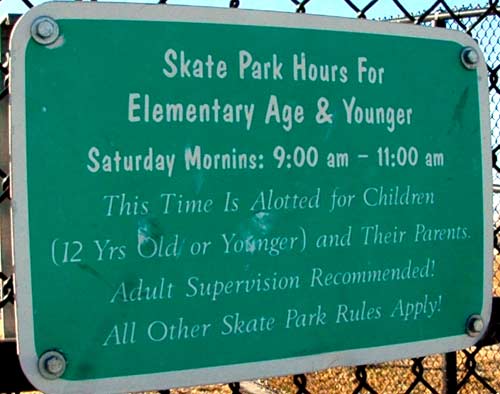 Skate Park Hours For
Elementary Age & Younger
Saturday Mornins: 9:00 am - 11:00 am
This Time Is Alotted for Children
(12 Yrs Old or Younger) and Their Parents.
Adult Supervision Recommended!
All Other Skate Park Rules Apply!